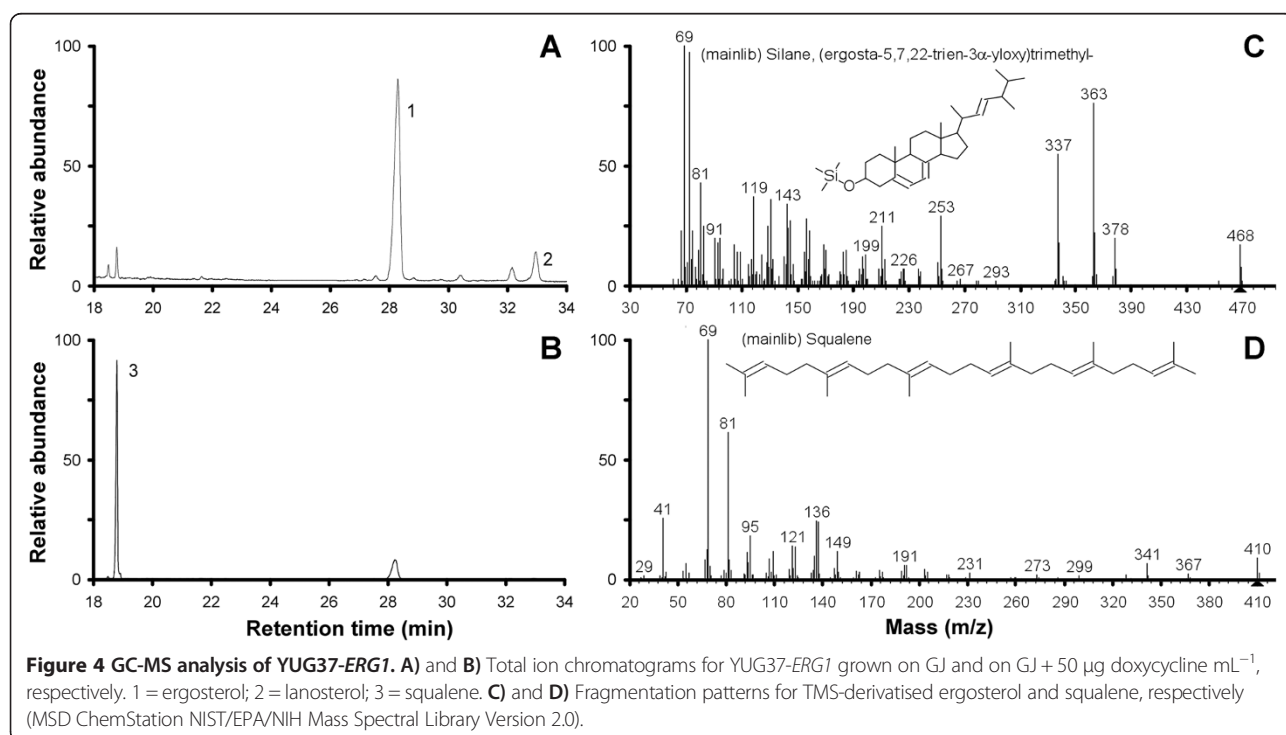 A
100
50
0
Relative abundance
1
2
18 20 22 24 26 28 30 32 34
B
100
50
0
Relative abundance
3
18 20 22 24 26 28 30 32 34
Retention time (min)
C
100
50
0
69
(mainlib) Silane, (ergosta-5,7,22-trien-3α-yloxy)trimethyl-
Si
O
81
91
119
143
199
211
226
253
267
293
337
363
378
468
30 70 110 150 190 230 270 310 350 390 430 470
D
100
50
0
69
(mainlib) Squalene
29
41
81
95
121
136
149
191
231
273
299
341
367
410
20 50 80 110 140 170 200 230 260 290 320 350 380 410
Mass (m/z)
Figure 4 GC-MS analysis of YUG37-ERG1. A) and B) Total ion chromatograms for YUG37-ERG1 grown on GJ and on GJ + 50 μg doxycycline mL⁻¹,
respectively. 1 = ergosterol; 2 = lanosterol; 3 = squalene. C) and D) Fragmentation patterns for TMS-derivatised ergosterol and squalene, respectively
(MSD ChemStation NIST/EPA/NIH Mass Spectral Library Version 2.0).